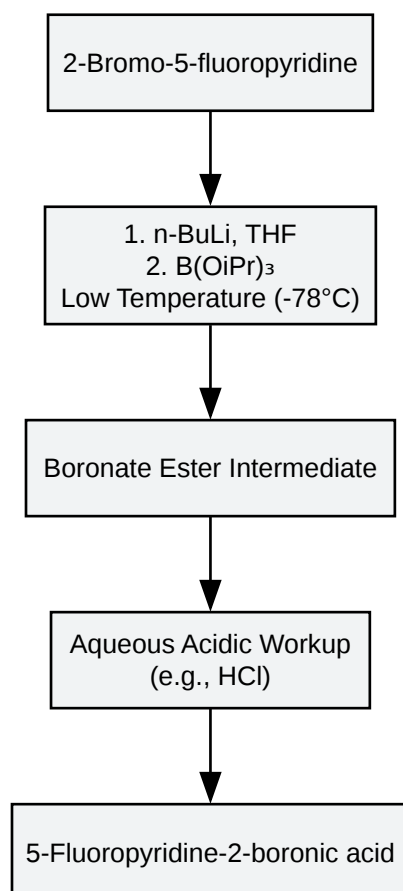 2-Bromo-5-fluoropyridine
1. n-BuLi, THF
2. B(OiPr)₃
Low Temperature (-78°C)
Boronate Ester Intermediate
Aqueous Acidic Workup
(e.g., HCl)
5-Fluoropyridine-2-boronic acid